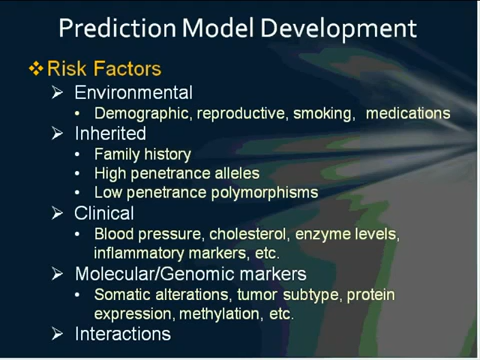 Prediction Model Development
❖Risk Factors
➢ Environmental
• Demographic, reproductive, smoking, medications
➢ Inherited
• Family history
• High penetrance alleles
• Low penetrance polymorphisms
➢ Clinical
• Blood pressure, cholesterol, enzyme levels,
inflammatory markers, etc.
➢ Molecular/Genomic markers
• Somatic alterations, tumor subtype, protein
expression, methylation, etc.
➢ Interactions